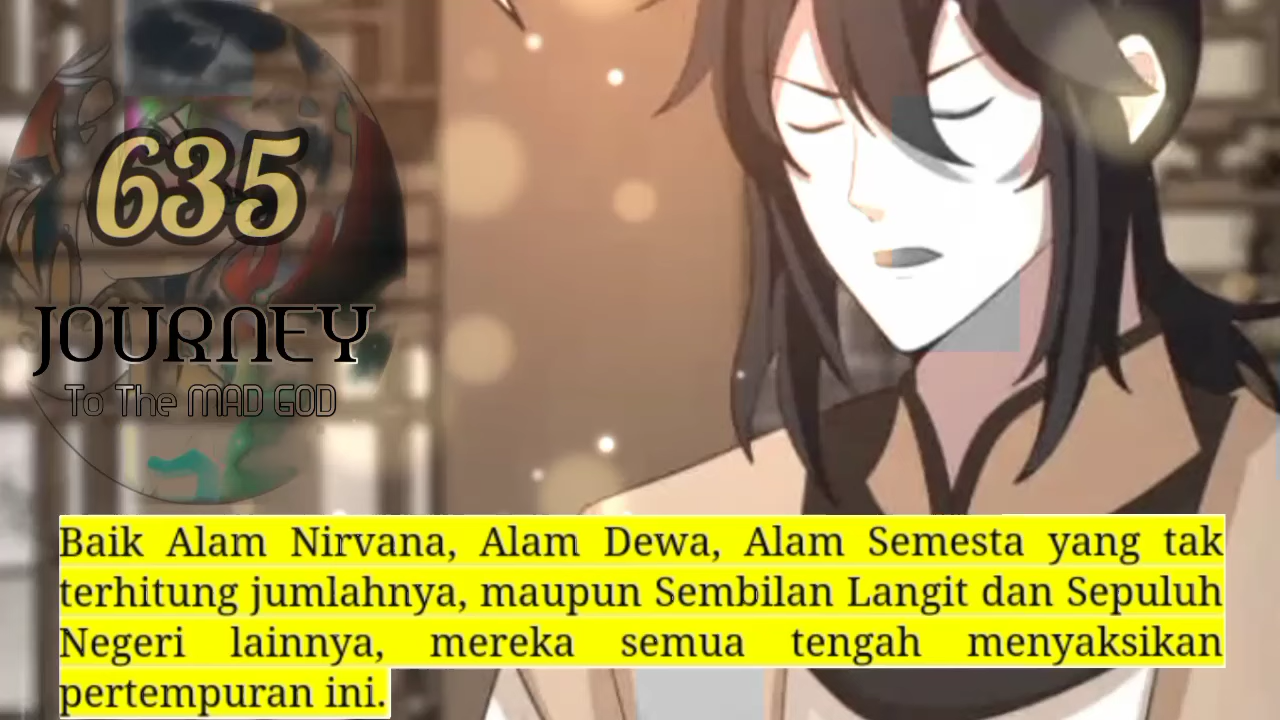 635
JOURNEY
To The MAD GOD
Baik Alam Nirvana, Alam Dewa, Alam Semesta yang tak
terhitung jumlahnya, maupun Sembilan Langit dan Sepuluh
Negeri lainnya, mereka semua tengah menyaksikan
pertempuran ini.